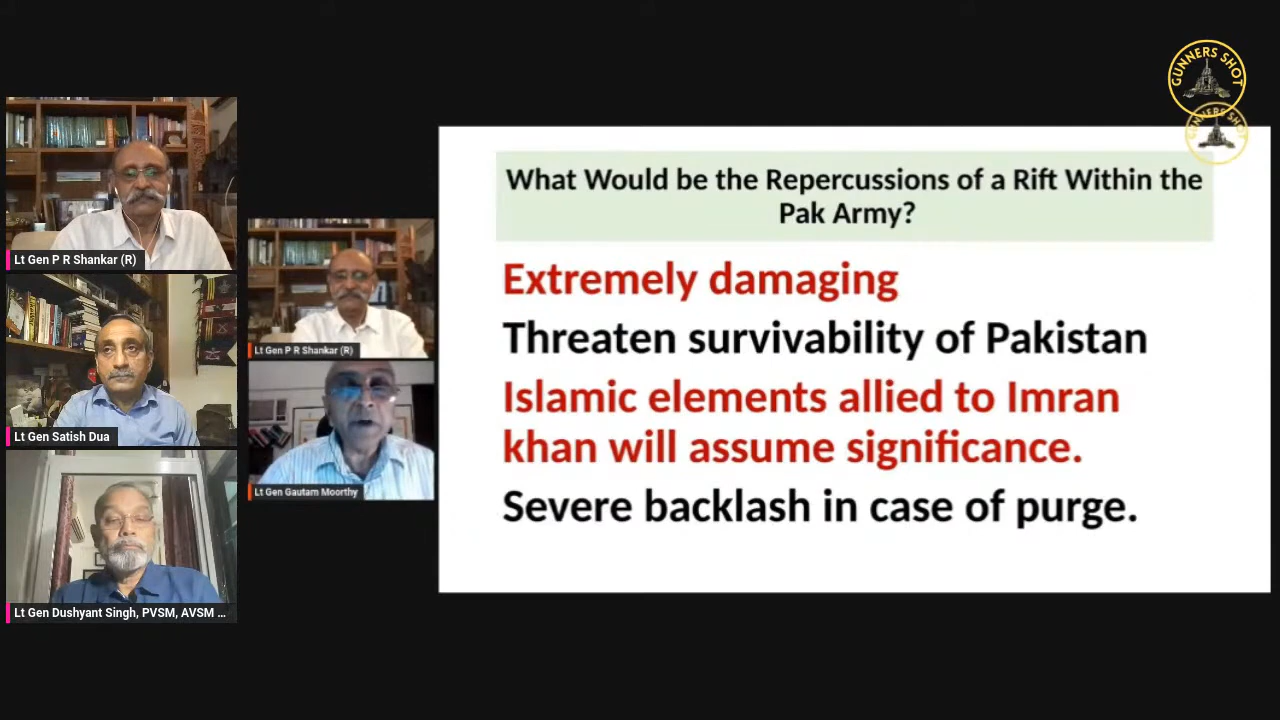 GUNNERS SHOT
GUNNERS SHOT
Lt Gen P R Shankar (R)
Lt Gen Satish Dua
Lt Gen Dushyant Singh, PVSM, AVSM ...
Lt Gen P R Shankar (R)
Lt Gen Gautam Moorthy
What Would be the Repercussions of a Rift Within the
Pak Army?
Extremely damaging
Threaten survivability of Pakistan
Islamic elements allied to Imran
khan will assume significance.
Severe backlash in case of purge.